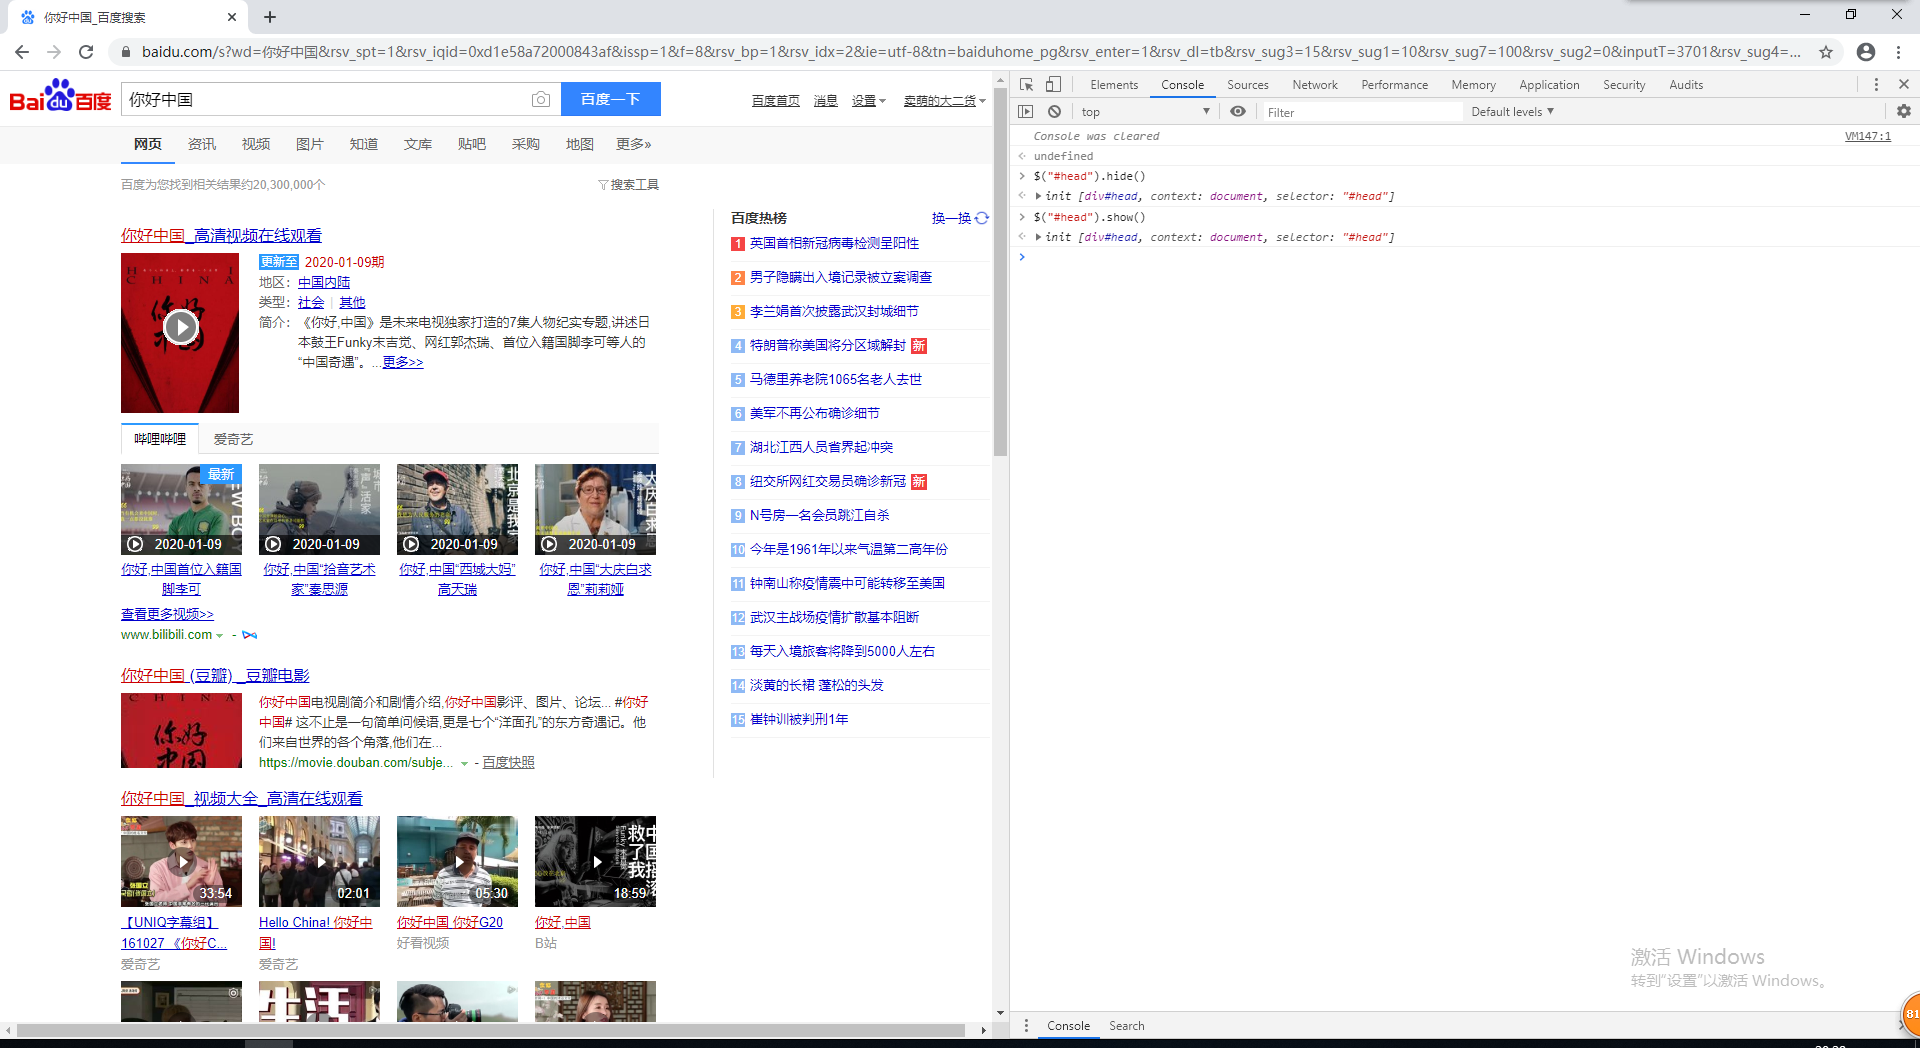 你好中国_百度搜索
baidu.com/s?wd=你好中国&rsv_spt=1&rsv_iqid=0xd1e58a72000843af&issp=1&f=8&rsv_bp=1&rsv_idx=2&ie=utf-8&tn=baiduhome_pg&rsv_enter=1&rsv_dl=tb&rsv_sug3=15&rsv_sug1=10&rsv_sug7=100&rsv_sug2=0&inputT=3701&rsv_sug4=...
Bai du 百度
你好中国
百度一下
百度首页 消息 设置 卖萌的大二货
网页 资讯 视频 图片 知道 文库 贴吧 采购 地图 更多»
百度为您找到相关结果约20,300,000个
搜索工具
你好中国_高清视频在线观看
HI
CHINA
你好
中国
更新至 2020-01-09期
地区： 中国内陆
类型： 社会 | 其他
简介： 《你好,中国》是未来电视独家打造的7集人物纪实专题,讲述日
本鼓王Funky末吉觉、网红郭杰瑞、首位入籍国脚李可等人的
“中国奇遇”。...更多>>
哔哩哔哩 爱奇艺
最新
2020-01-09
2020-01-09
2020-01-09
2020-01-09
你好,中国首位入籍国
脚李可
你好,中国“拾音艺术
家”秦思源
你好,中国“西城大妈”
高天瑞
你好,中国“大庆白求
恩”莉莉娅
查看更多视频>>
www.bilibili.com -
你好中国 (豆瓣)_豆瓣电影
CHINA
你好
中国
你好中国电视剧简介和剧情介绍,你好中国影评、图片、论坛... #你好
中国# 这不止是一句简单问候语,更是七个“洋面孔”的东方奇遇记。他
们来自世界的各个角落,他们在...
https://movie.douban.com/subje... - 百度快照
你好中国_视频大全_高清在线观看
33:54
02:01
05:30
中国摇滚
救了我
18:59
【UNIQ字幕组】
161027 《你好C...
爱奇艺
Hello China! 你好中
国!
爱奇艺
你好中国 你好G20
好看视频
你好,中国
B站
生活
百度热榜
换一换
1 英国首相新冠病毒检测呈阳性
2 男子隐瞒出入境记录被立案调查
3 李兰娟首次披露武汉封城细节
4 特朗普称美国将分区域解封 新
5 马德里养老院1065名老人去世
6 美军不再公布确诊细节
7 湖北江西人员省界起冲突
8 纽交所网红交易员确诊新冠 新
9 N号房一名会员跳江自杀
10 今年是1961年以来气温第二高年份
11 钟南山称疫情震中可能转移至美国
12 武汉主战场疫情扩散基本阻断
13 每天入境旅客将降到5000人左右
14 淡黄的长裙 蓬松的头发
15 崔钟训被判刑1年
Elements Console Sources Network Performance Memory Application Security Audits
top
Filter
Default levels
Console was cleared
VM147:1
undefined
$("#head").hide()
init [div#head, context: document, selector: "#head"]
$("#head").show()
init [div#head, context: document, selector: "#head"]
激活 Windows
转到“设置”以激活 Windows。
81
Console Search